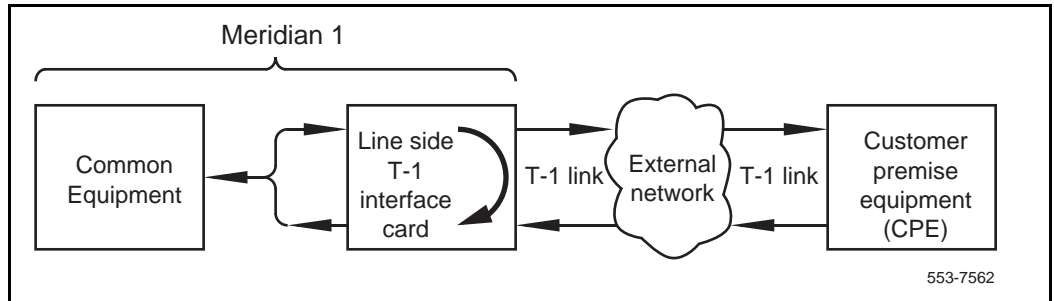 Meridian 1
Common
Equipment
Line side
T-1
interface
card
T-1 link
External
network
T-1 link
Customer
premise
equipment
(CPE)
553-7562